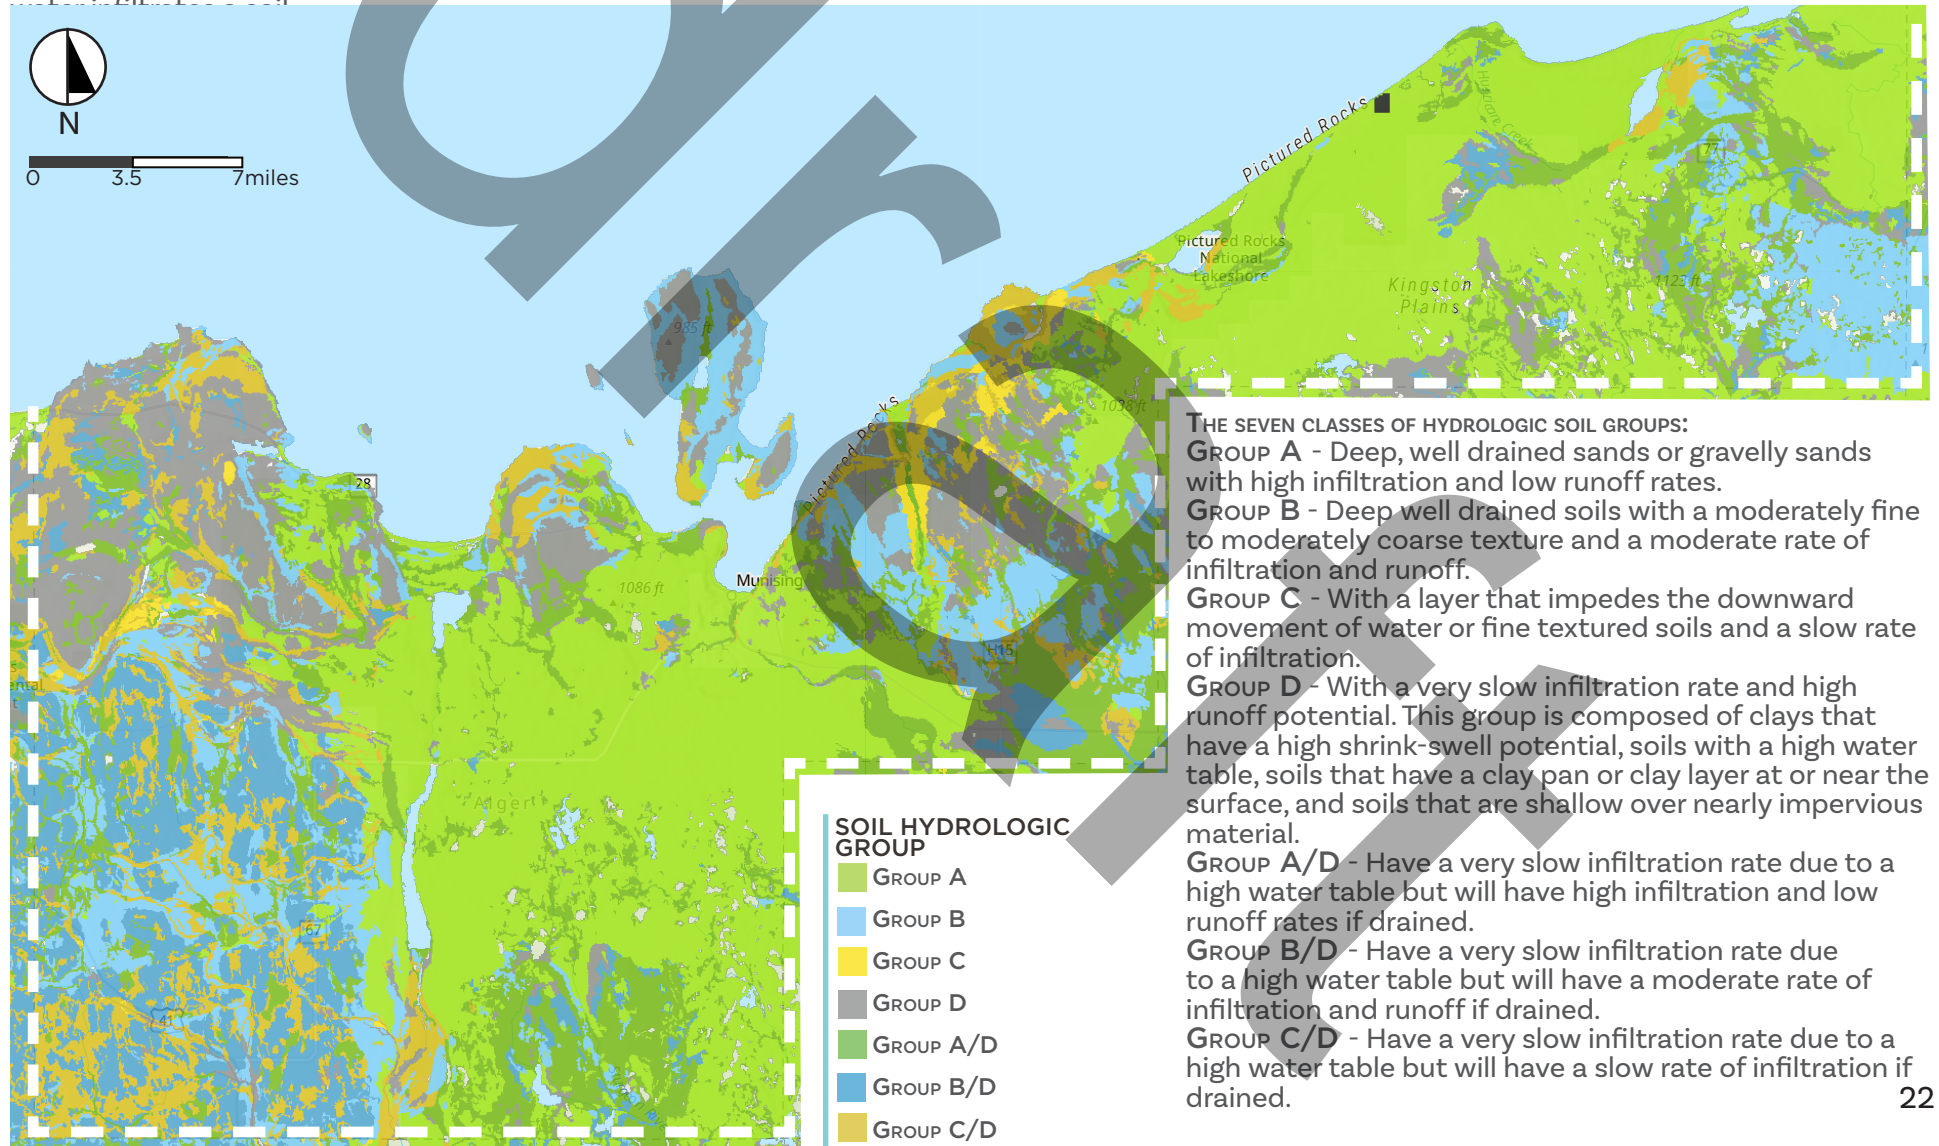 water infiltrates a soil
N
0 3.5 7miles
Pictured Rocks
Hurricane Creek
77
Pictured Rocks
National
Lakeshore
Kingston
Plains
1123 ft
985 ft
1038 ft
Pictured Rocks
28
Munising
1086 ft
H15
Alger
67
41
THE SEVEN CLASSES OF HYDROLOGIC SOIL GROUPS:
GROUP A - Deep, well drained sands or gravelly sands
with high infiltration and low runoff rates.
GROUP B - Deep well drained soils with a moderately fine
to moderately coarse texture and a moderate rate of
infiltration and runoff.
GROUP C - With a layer that impedes the downward
movement of water or fine textured soils and a slow rate
of infiltration.
GROUP D - With a very slow infiltration rate and high
runoff potential. This group is composed of clays that
have a high shrink-swell potential, soils with a high water
table, soils that have a clay pan or clay layer at or near the
surface, and soils that are shallow over nearly impervious
material.
GROUP A/D - Have a very slow infiltration rate due to a
high water table but will have high infiltration and low
runoff rates if drained.
GROUP B/D - Have a very slow infiltration rate due
to a high water table but will have a moderate rate of
infiltration and runoff if drained.
GROUP C/D - Have a very slow infiltration rate due to a
high water table but will have a slow rate of infiltration if
drained.
SOIL HYDROLOGIC
GROUP
GROUP A
GROUP B
GROUP C
GROUP D
GROUP A/D
GROUP B/D
GROUP C/D
22
draft